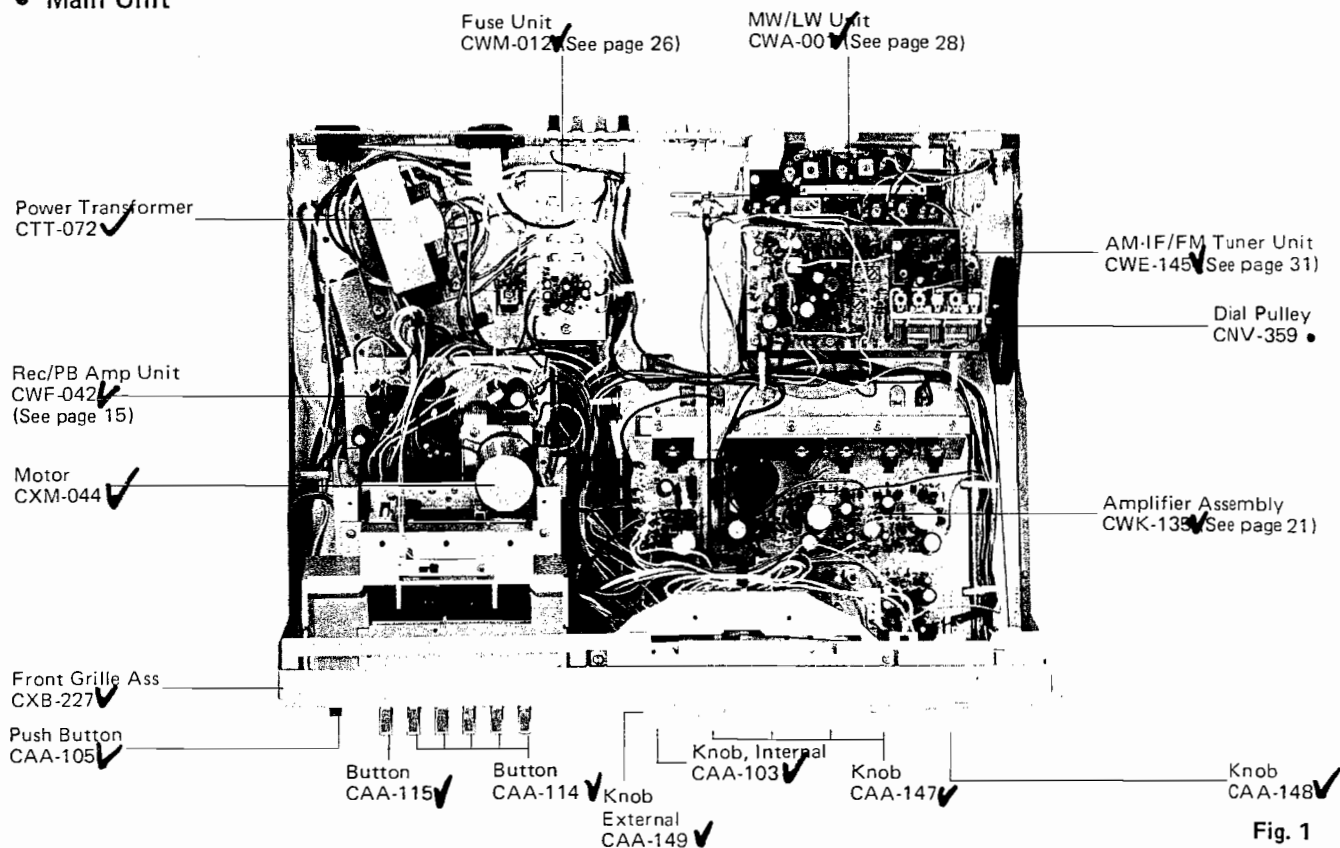 • Main Unit
Fuse Unit
CWM-012 (See page 26)
MW/LW Unit
CWA-001 (See page 28)
Power Transformer
CTT-072
AM-IF/FM Tuner Unit
CWE-145 (See page 31)
Dial Pulley
CNV-359
Rec/PB Amp Unit
CWF-042
(See page 15)
Motor
CXM-044
Amplifier Assembly
CWK-135 (See page 21)
Front Grille Ass
CXB-227
Push Button
CAA-105
Button
CAA-115
Button
CAA-114
Knob
External
CAA-149
Knob, Internal
CAA-103
Knob
CAA-147
Knob
CAA-148
Fig. 1